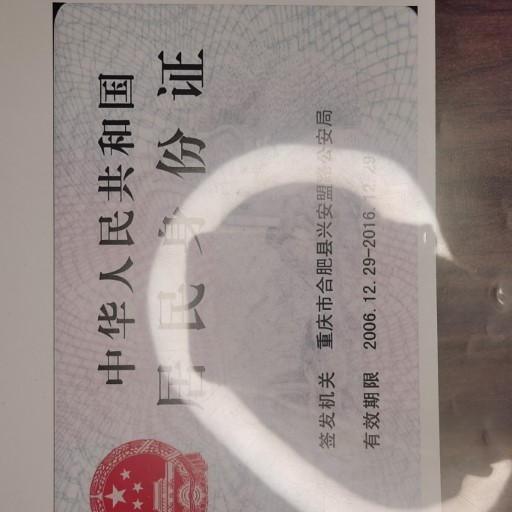 中华人民共和国
居民身份证
签发机关 重庆市合肥县兴安盟公安局
有效期限 2006.12.29-2016.12.29